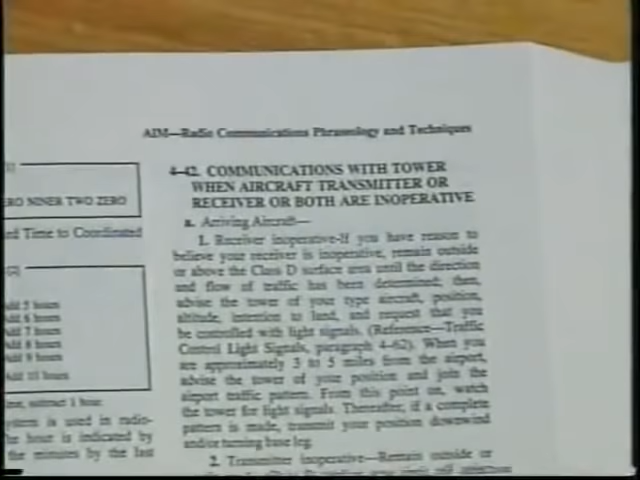 AIM—Radio Communications Phraseology and Techniques
ERO NINER TWO ZERO
ed Time to Coordinated
Add 5 hours
Add 6 hours
Add 7 hours
Add 8 hours
Add 9 hours
Add 10 hours
time, subtract 1 hour.
system is used in radio-
he hour is indicated by
the minutes by the last
4-42. COMMUNICATIONS WITH TOWER
WHEN AIRCRAFT TRANSMITTER OR
RECEIVER OR BOTH ARE INOPERATIVE
a. Arriving Aircraft—
1. Receiver inoperative-If you have reason to
believe your receiver is inoperative, remain outside
or above the Class D surface area until the direction
and flow of traffic has been determined; then,
advise the tower of your type aircraft, position,
altitude, intention to land, and request that you
be controlled with light signals. (Reference—Traffic
Control Light Signals, paragraph 4-62). When you
are approximately 3 to 5 miles from the airport,
advise the tower of your position and join the
airport traffic pattern. From this point on, watch
the tower for light signals. Thereafter, if a complete
pattern is made, transmit your position downwind
and/or turning base leg.
2. Transmitter inoperative—Remain outside or